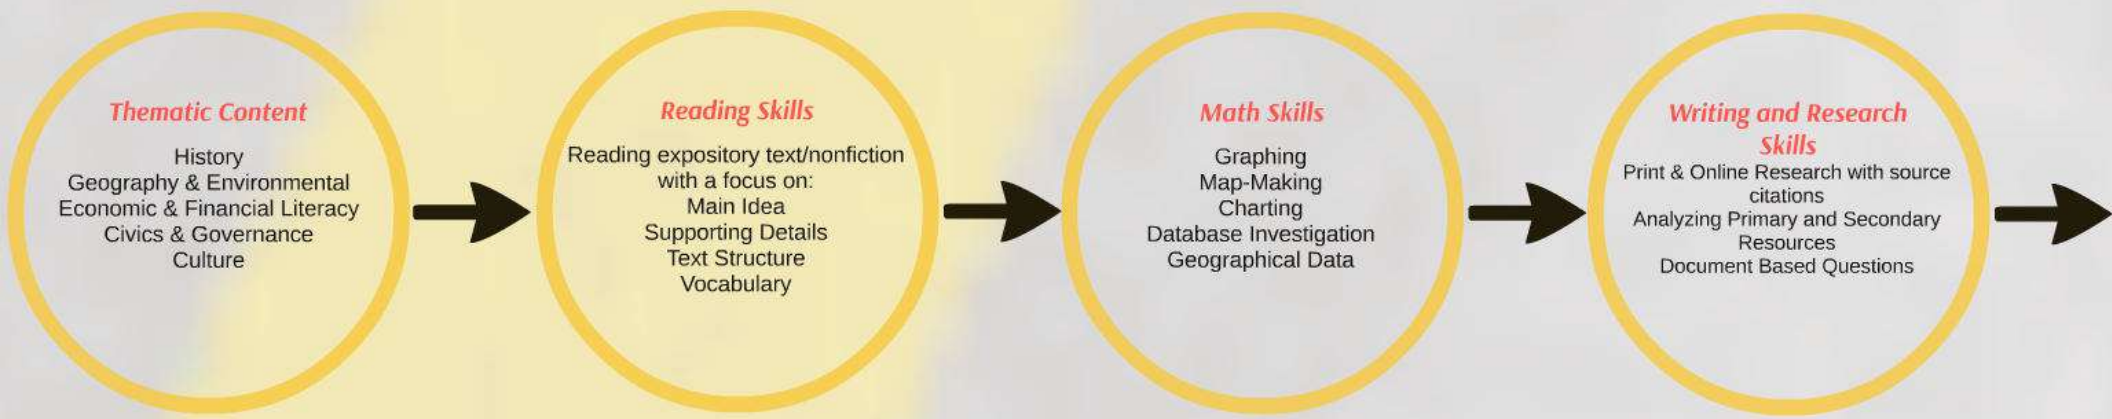 Thematic Content
History
Geography & Environmental
Economic & Financial Literacy
Civics & Governance
Culture
Reading Skills
Reading expository text/nonfiction
with a focus on:
Main Idea
Supporting Details
Text Structure
Vocabulary
Math Skills
Graphing
Map-Making
Charting
Database Investigation
Geographical Data
Writing and Research
Skills
Print & Online Research with source
citations
Analyzing Primary and Secondary
Resources
Document Based Questions